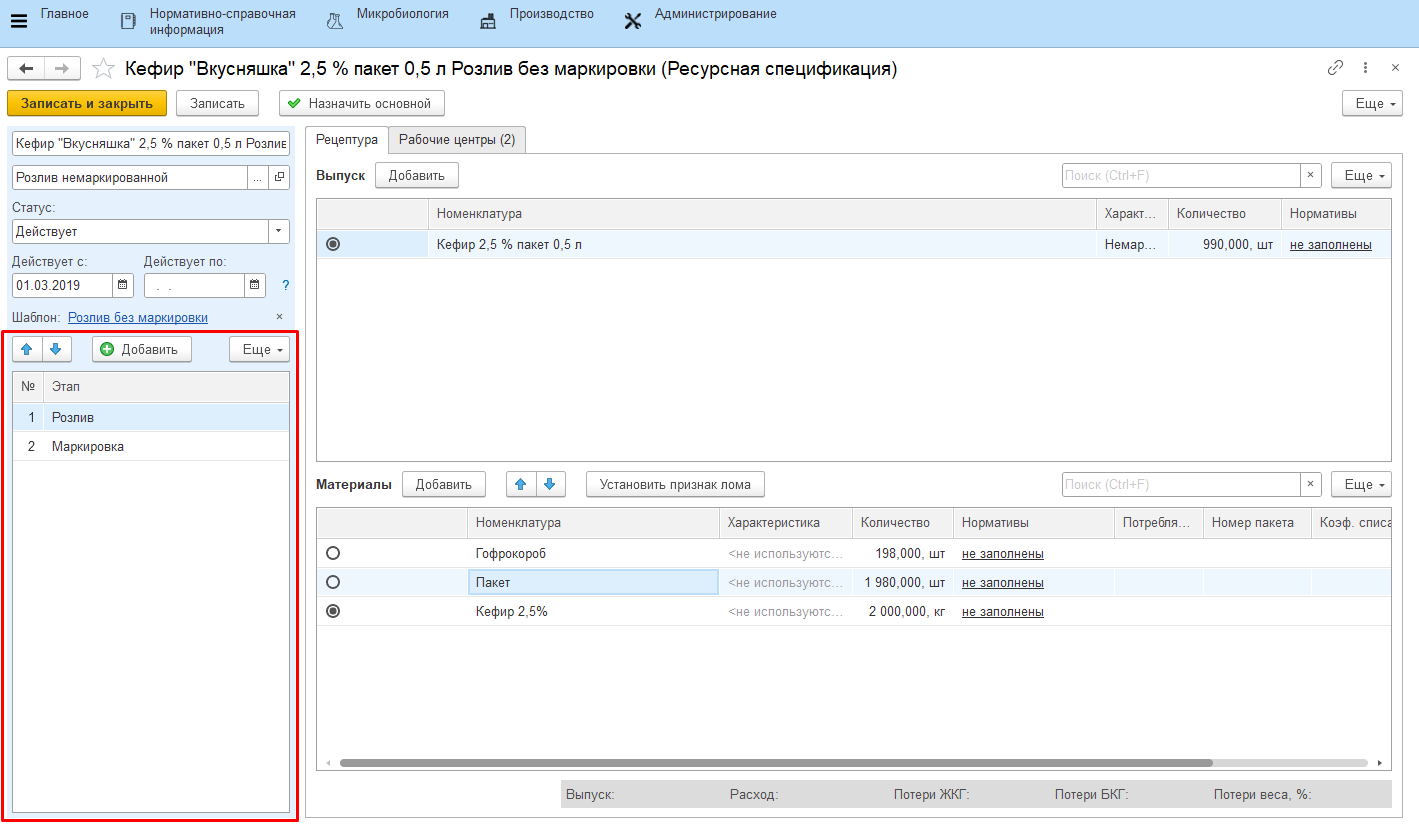 Главное
Нормативно-справочная
информация
Микробиология
Производство
Администрирование
Кефир "Вкусняшка" 2,5 % пакет 0,5 л Розлив без маркировки (Ресурсная спецификация)
Записать и закрыть
Записать
Назначить основной
Еще
Кефир "Вкусняшка" 2,5 % пакет 0,5 л Розлив
Розлив немаркированной
...
Статус:
Действует
Действует с:
Действует по:
01.03.2019
. .
?
Шаблон: Розлив без маркировки
×
Добавить
Еще
№ Этап
1 Розлив
2 Маркировка
Рецептура
Рабочие центры (2)
Выпуск
Добавить
Поиск (Ctrl+F)
×
Еще
Номенклатура Характ... Количество Нормативы
Кефир 2,5 % пакет 0,5 л Немар... 990,000, шт не заполнены
Материалы
Добавить
Установить признак лома
Поиск (Ctrl+F)
×
Еще
Номенклатура Характеристика Количество Нормативы Потребля... Номер пакета Коэф. списа
Гофрокороб <не используютс... 198,000, шт не заполнены
Пакет <не используютс... 1 980,000, шт не заполнены
Кефир 2,5% <не используютс... 2 000,000, кг не заполнены
Выпуск: Расход: Потери ЖКГ: Потери БКГ: Потери веса, %: